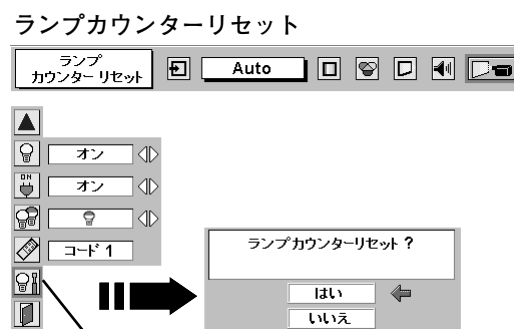 ランプカウンターリセット
ランプ
カウンター リセット
Auto
オン
ON
オン
コード 1
ランプカウンターリセット ?
はい
いいえ